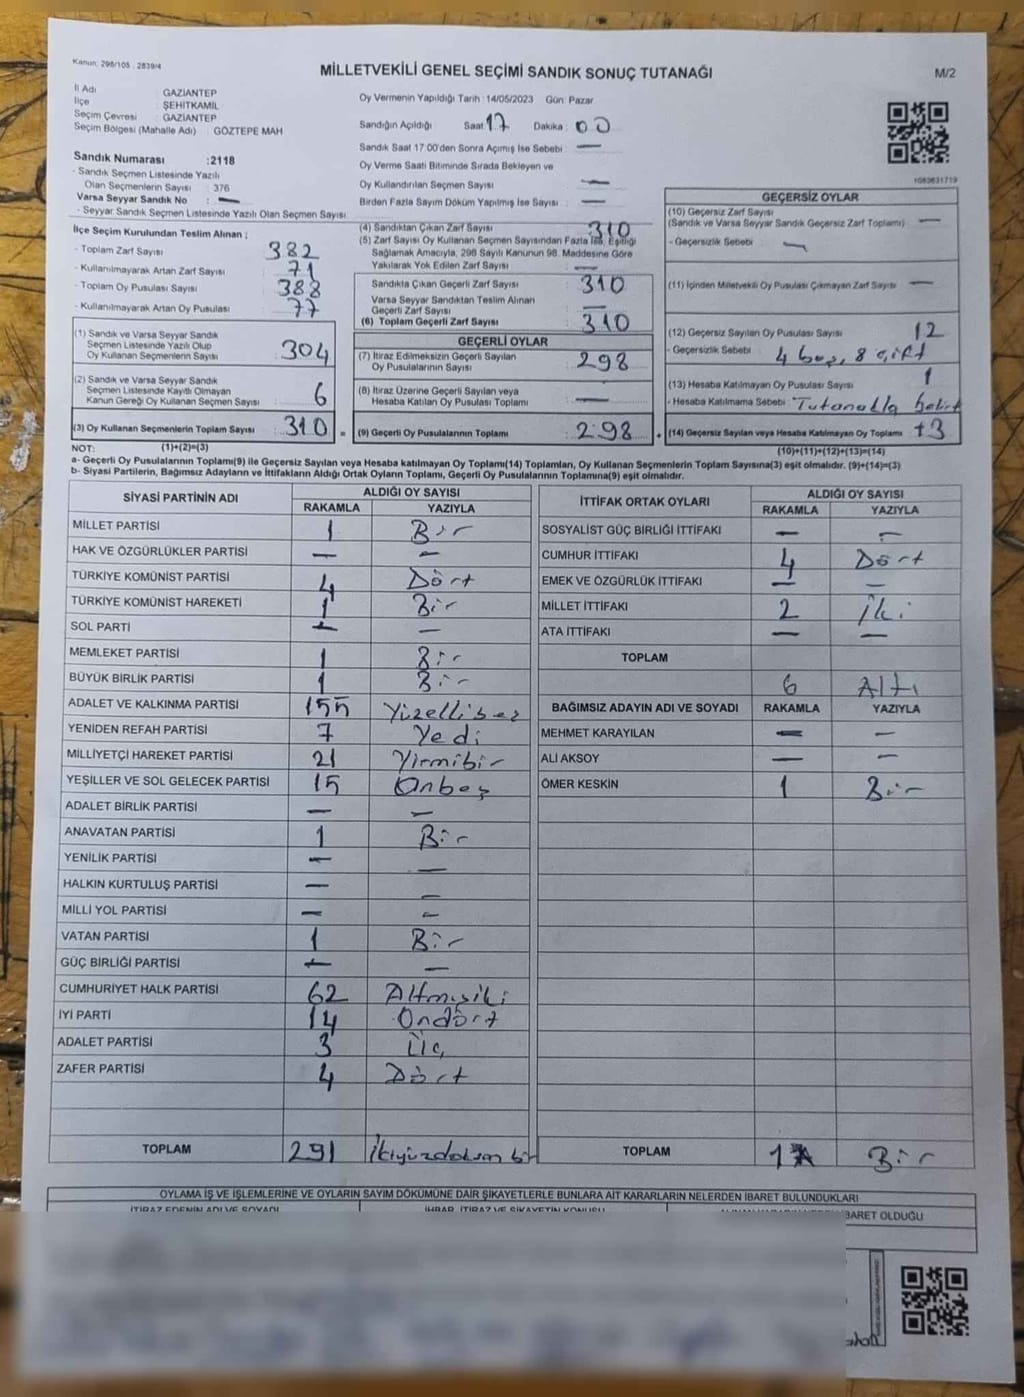 Kanun: 298/105 , 2839/4
MİLLETVEKİLİ GENEL SEÇİMİ SANDIK SONUÇ TUTANAĞI
M/2
İl Adı GAZİANTEP
İlçe ŞEHİTKAMİL
Seçim Çevresi GAZİANTEP
Seçim Bölgesi (Mahalle Adı) GÖZTEPE MAH
Sandık Numarası :2118
- Sandık Seçmen Listesinde Yazılı
Olan Seçmenlerin Sayısı : 376
Varsa Seyyar Sandık No : —
- Seyyar Sandık Seçmen Listesinde Yazılı Olan Seçmen Sayısı
İlçe Seçim Kurulundan Teslim Alınan ;
- Toplam Zarf Sayısı : 382
- Kullanılmayarak Artan Zarf Sayısı : 71
- Toplam Oy Pusulası Sayısı : 388
- Kullanılmayarak Artan Oy Pusulası : 77
(1) Sandık ve Varsa Seyyar Sandık
Seçmen Listesinde Yazılı Olup
Oy Kullanan Seçmenlerin Sayısı : 304
(2) Sandık ve Varsa Seyyar Sandık
Seçmen Listesinde Kayıtlı Olmayan
Kanun Gereği Oy Kullanan Seçmen Sayısı : 6
(3) Oy Kullanan Seçmenlerin Toplam Sayısı : 310 =
Oy Vermenin Yapıldığı Tarih : 14/05/2023 Gün: Pazar
Sandığın Açıldığı Saat: 17 Dakika : 00
Sandık Saat 17:00'den Sonra Açımış İse Sebebi : —
Oy Verme Saati Bitiminde Sırada Bekleyen ve
Oy Kullandırılan Seçmen Sayısı : —
Birden Fazla Sayım Döküm Yapılmış İse Sayısı : —
(4) Sandıktan Çıkan Zarf Sayısı : 310
(5) Zarf Sayısı Oy Kullanan Seçmen Sayısından Fazla İse, Eşitliği
Sağlamak Amacıyla, 298 Sayılı Kanunun 98. Maddesine Göre
Yakılarak Yok Edilen Zarf Sayısı : —
Sandıkta Çıkan Geçerli Zarf Sayısı : 310
Varsa Seyyar Sandıktan Teslim Alınan
Geçerli Zarf Sayısı : —
(6) Toplam Geçerli Zarf Sayısı : 310
GEÇERLİ OYLAR
(7) İtiraz Edilmeksizin Geçerli Sayılan
Oy Pusulalarının Sayısı : 298
(8) İtiraz Üzerine Geçerli Sayılan veya
Hesaba Katılan Oy Pusulası Toplamı : —
(9) Geçerli Oy Pusulalarının Toplamı : 298 +
1083631719
GEÇERSİZ OYLAR
(10) Geçersiz Zarf Sayısı
(Sandık ve Varsa Seyyar Sandık Geçersiz Zarf Toplamı) : —
- Geçersizlik Sebebi : —
(11) İçinden Milletvekili Oy Pusulası Çıkmayan Zarf Sayısı : —
(12) Geçersiz Sayılan Oy Pusulası Sayısı : 12
- Geçersizlik Sebebi : 4 boş, 8 çift
(13) Hesaba Katılmayan Oy Pusulası Sayısı : 1
- Hesaba Katılmama Sebebi : Tutanakla belirt
(14) Geçersiz Sayılan veya Hesaba Katılmayan Oy Toplamı : 13
NOT: (1)+(2)=(3) (10)+(11)+(12)+(13)=(14)
a- Geçerli Oy Pusulalarının Toplamı(9) ile Geçersiz Sayılan veya Hesaba katılmayan Oy Toplamı(14) Toplamları, Oy Kullanan Seçmenlerin Toplam Sayısına(3) eşit olmalıdır. (9)+(14)=(3)
b- Siyasi Partilerin, Bağımsız Adayların ve İttifakların Aldığı Ortak Oyların Toplamı, Geçerli Oy Pusulalarının Toplamına(9) eşit olmalıdır.
SİYASİ PARTİNİN ADI ALDIĞI OY SAYISI
RAKAMLA YAZIYLA
MİLLET PARTİSİ 1 Bir
HAK VE ÖZGÜRLÜKLER PARTİSİ — —
TÜRKİYE KOMÜNİST PARTİSİ 4 Dört
TÜRKİYE KOMÜNİST HAREKETİ 1 Bir
SOL PARTİ — —
MEMLEKET PARTİSİ 1 Bir
BÜYÜK BİRLİK PARTİSİ 1 Bir
ADALET VE KALKINMA PARTİSİ 155 Yüzellibeş
YENİDEN REFAH PARTİSİ 7 Yedi
MİLLİYETÇİ HAREKET PARTİSİ 21 Yirmibir
YEŞİLLER VE SOL GELECEK PARTİSİ 15 Onbeş
ADALET BİRLİK PARTİSİ — —
ANAVATAN PARTİSİ 1 Bir
YENİLİK PARTİSİ — —
HALKIN KURTULUŞ PARTİSİ — —
MİLLİ YOL PARTİSİ — —
VATAN PARTİSİ 1 Bir
GÜÇ BİRLİĞİ PARTİSİ — —
CUMHURİYET HALK PARTİSİ 62 Altmışiki
İYİ PARTİ 14 Ondört
ADALET PARTİSİ 3 Üç
ZAFER PARTİSİ 4 Dört
TOPLAM 291 İkiyüzdoksan bir
İTTİFAK ORTAK OYLARI ALDIĞI OY SAYISI
RAKAMLA YAZIYLA
SOSYALİST GÜÇ BİRLİĞİ İTTİFAKI — —
CUMHUR İTTİFAKI 4 Dört
EMEK VE ÖZGÜRLÜK İTTİFAKI — —
MİLLET İTTİFAKI 2 İki
ATA İTTİFAKI — —
TOPLAM
6 Altı
BAĞIMSIZ ADAYIN ADI VE SOYADI RAKAMLA YAZIYLA
MEHMET KARAYILAN — —
ALİ AKSOY — —
ÖMER KESKİN 1 Bir
TOPLAM 1 Bir
OYLAMA İŞ VE İŞLEMLERİNE VE OYLARIN SAYIM DÖKÜMÜNE DAİR ŞİKAYETLERLE BUNLARA AİT KARARLARIN NELERDEN İBARET BULUNDUKLARI
İTİRAZ EDENİN ADI VE SOYADI İHBAR, İTİRAZ VE ŞİKAYETİN KONUSU
İBARET OLDUĞU